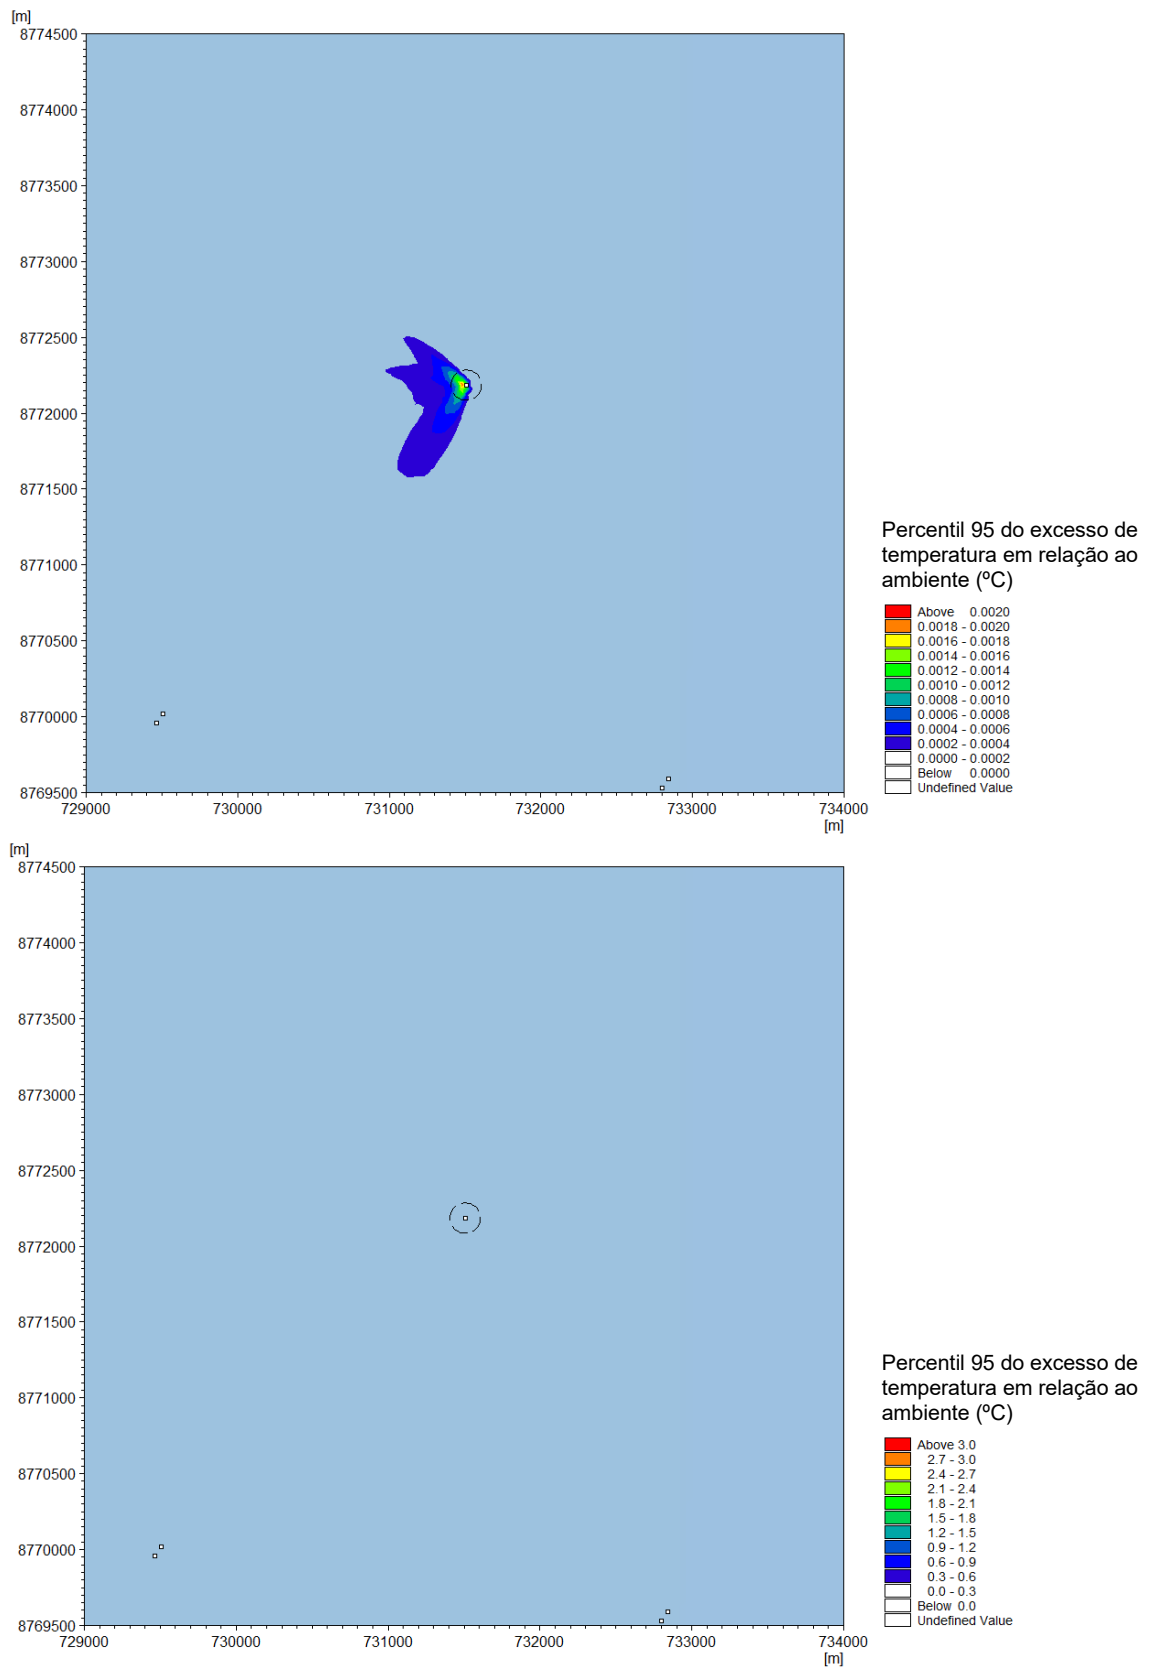 [m]
8774500
8774000
8773500
8773000
8772500
8772000
8771500
8771000
8770500
8770000
8769500
729000 730000 731000 732000 733000 734000
[m]
Percentil 95 do excesso de
temperatura em relação ao
ambiente (ºC)
Above 0.0020
0.0018 - 0.0020
0.0016 - 0.0018
0.0014 - 0.0016
0.0012 - 0.0014
0.0010 - 0.0012
0.0008 - 0.0010
0.0006 - 0.0008
0.0004 - 0.0006
0.0002 - 0.0004
0.0000 - 0.0002
Below 0.0000
Undefined Value
[m]
8774500
8774000
8773500
8773000
8772500
8772000
8771500
8771000
8770500
8770000
8769500
729000 730000 731000 732000 733000 734000
[m]
Percentil 95 do excesso de
temperatura em relação ao
ambiente (ºC)
Above 3.0
2.7 - 3.0
2.4 - 2.7
2.1 - 2.4
1.8 - 2.1
1.5 - 1.8
1.2 - 1.5
0.9 - 1.2
0.6 - 0.9
0.3 - 0.6
0.0 - 0.3
Below 0.0
Undefined Value